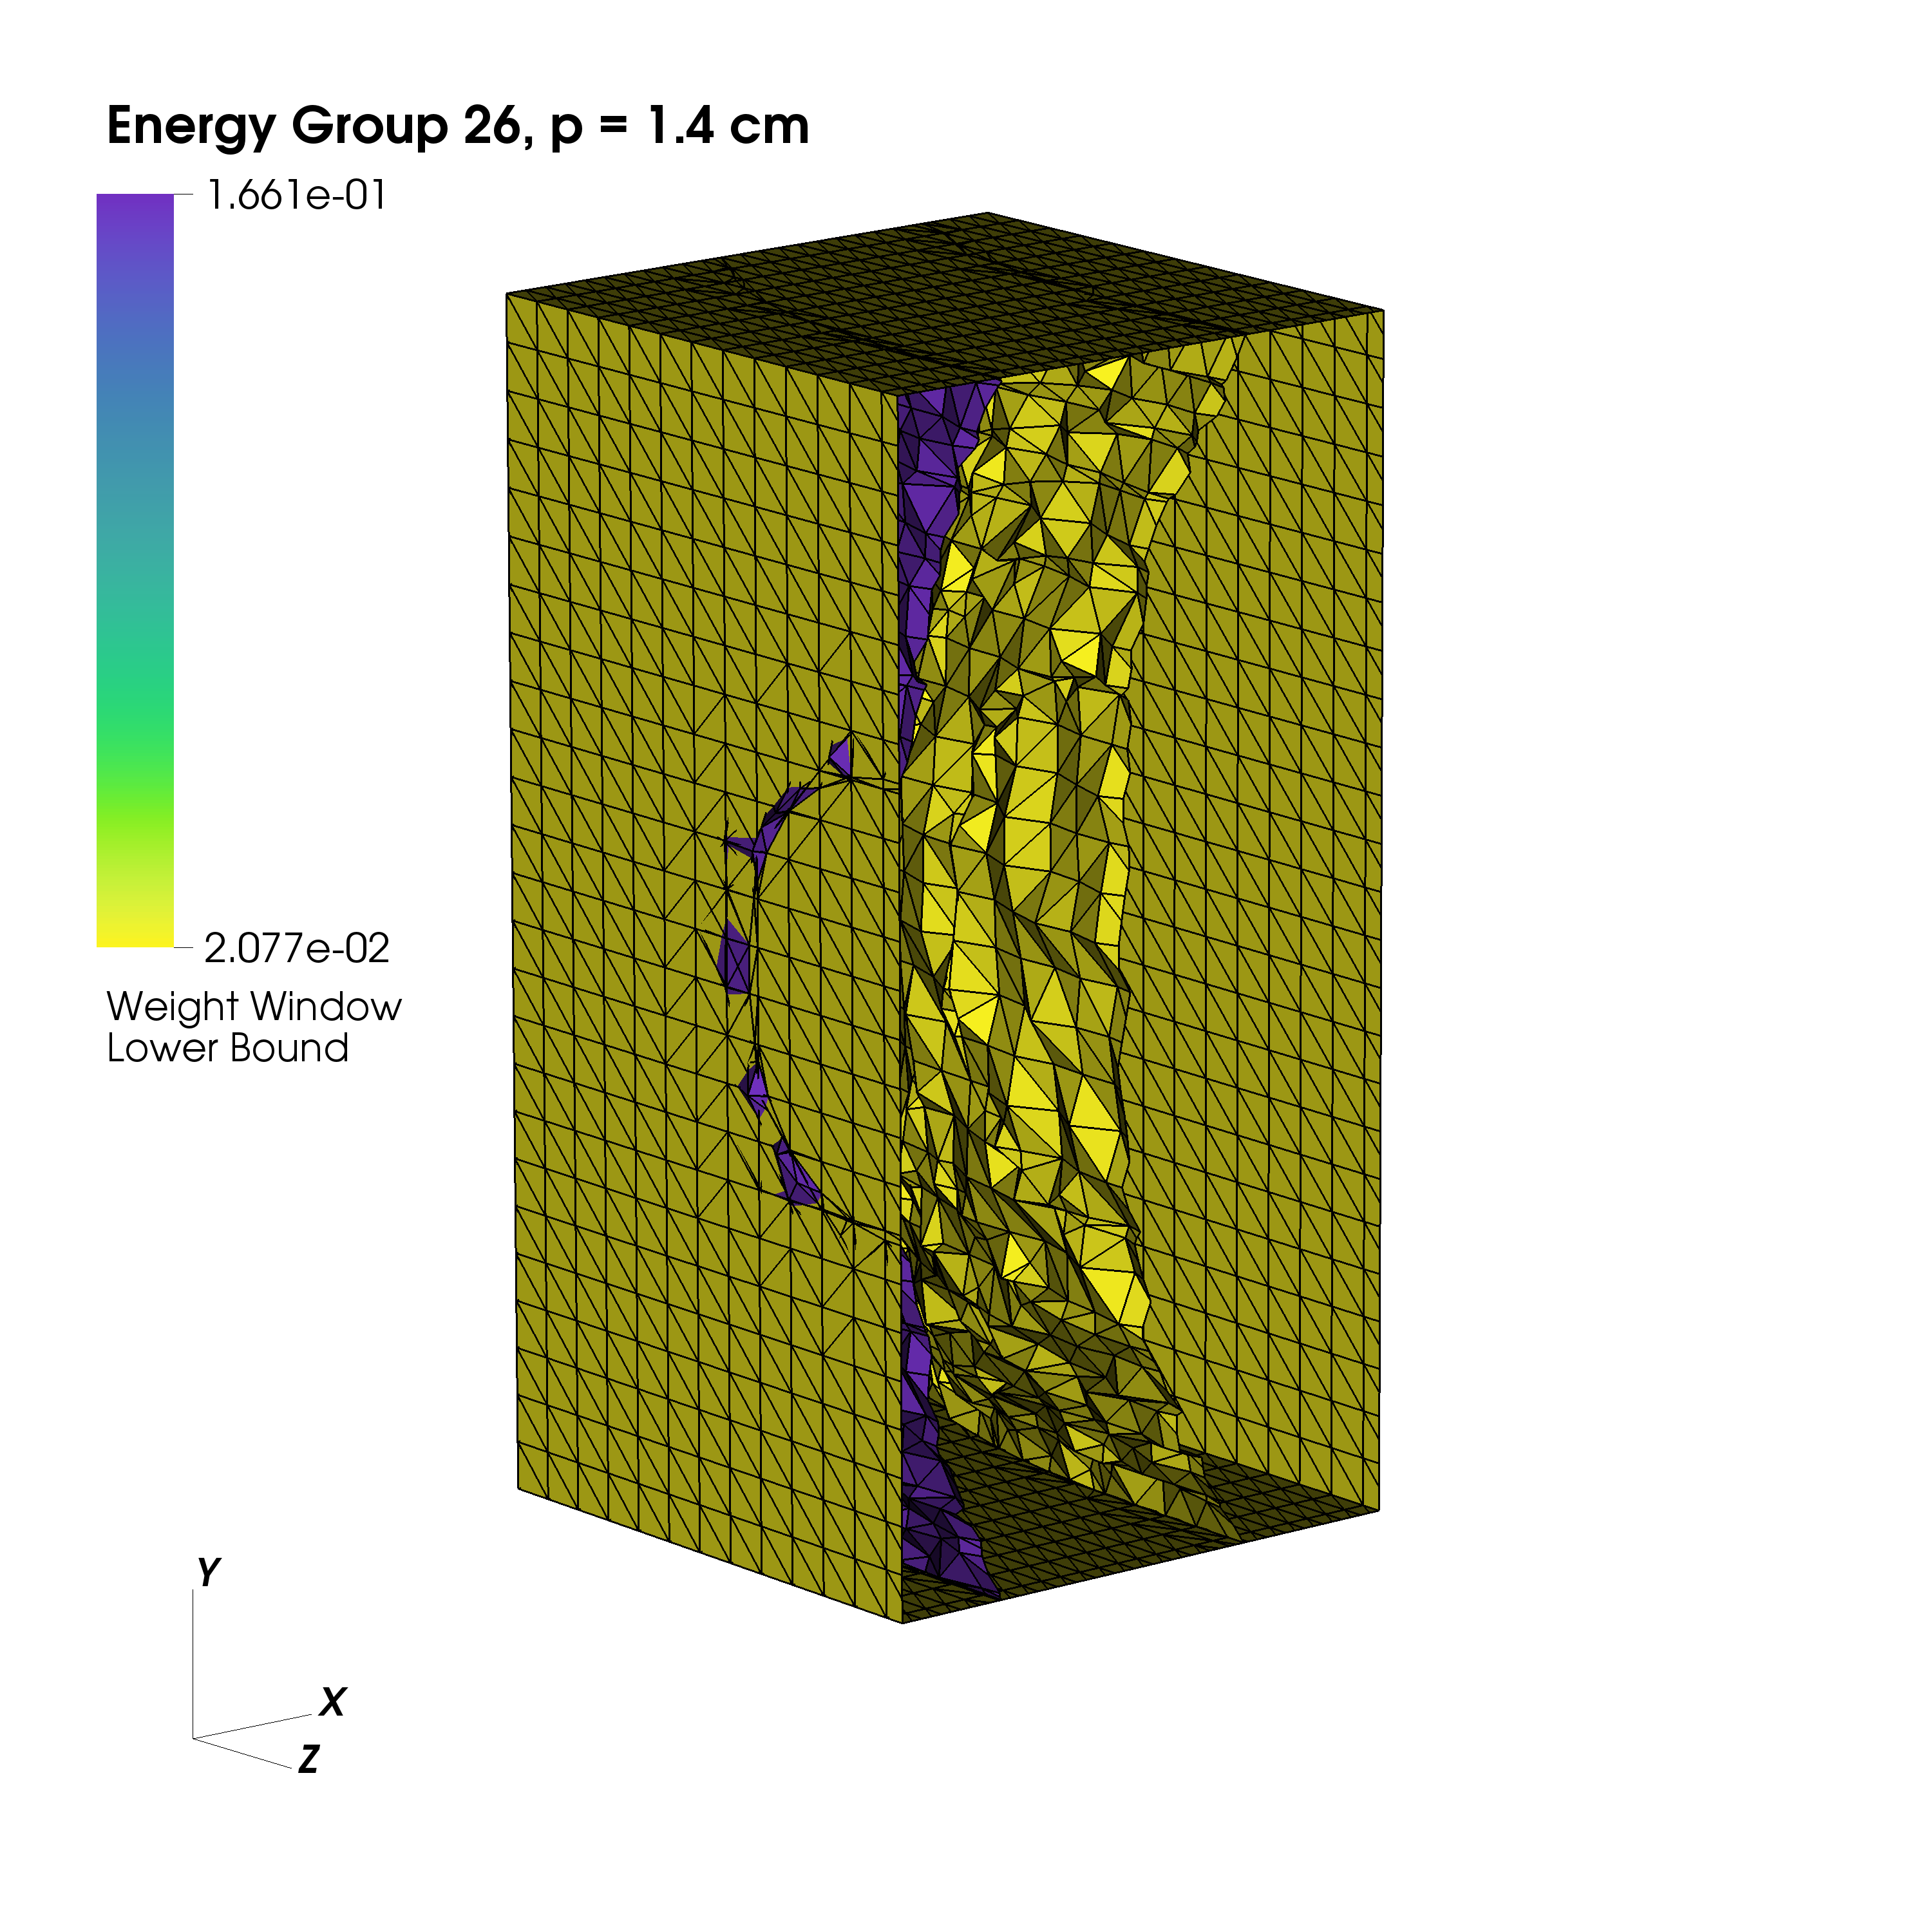 Energy Group 26, p = 1.4 cm
1.661e-01
2.077e-02
Weight Window
Lower Bound
Y
X
Z